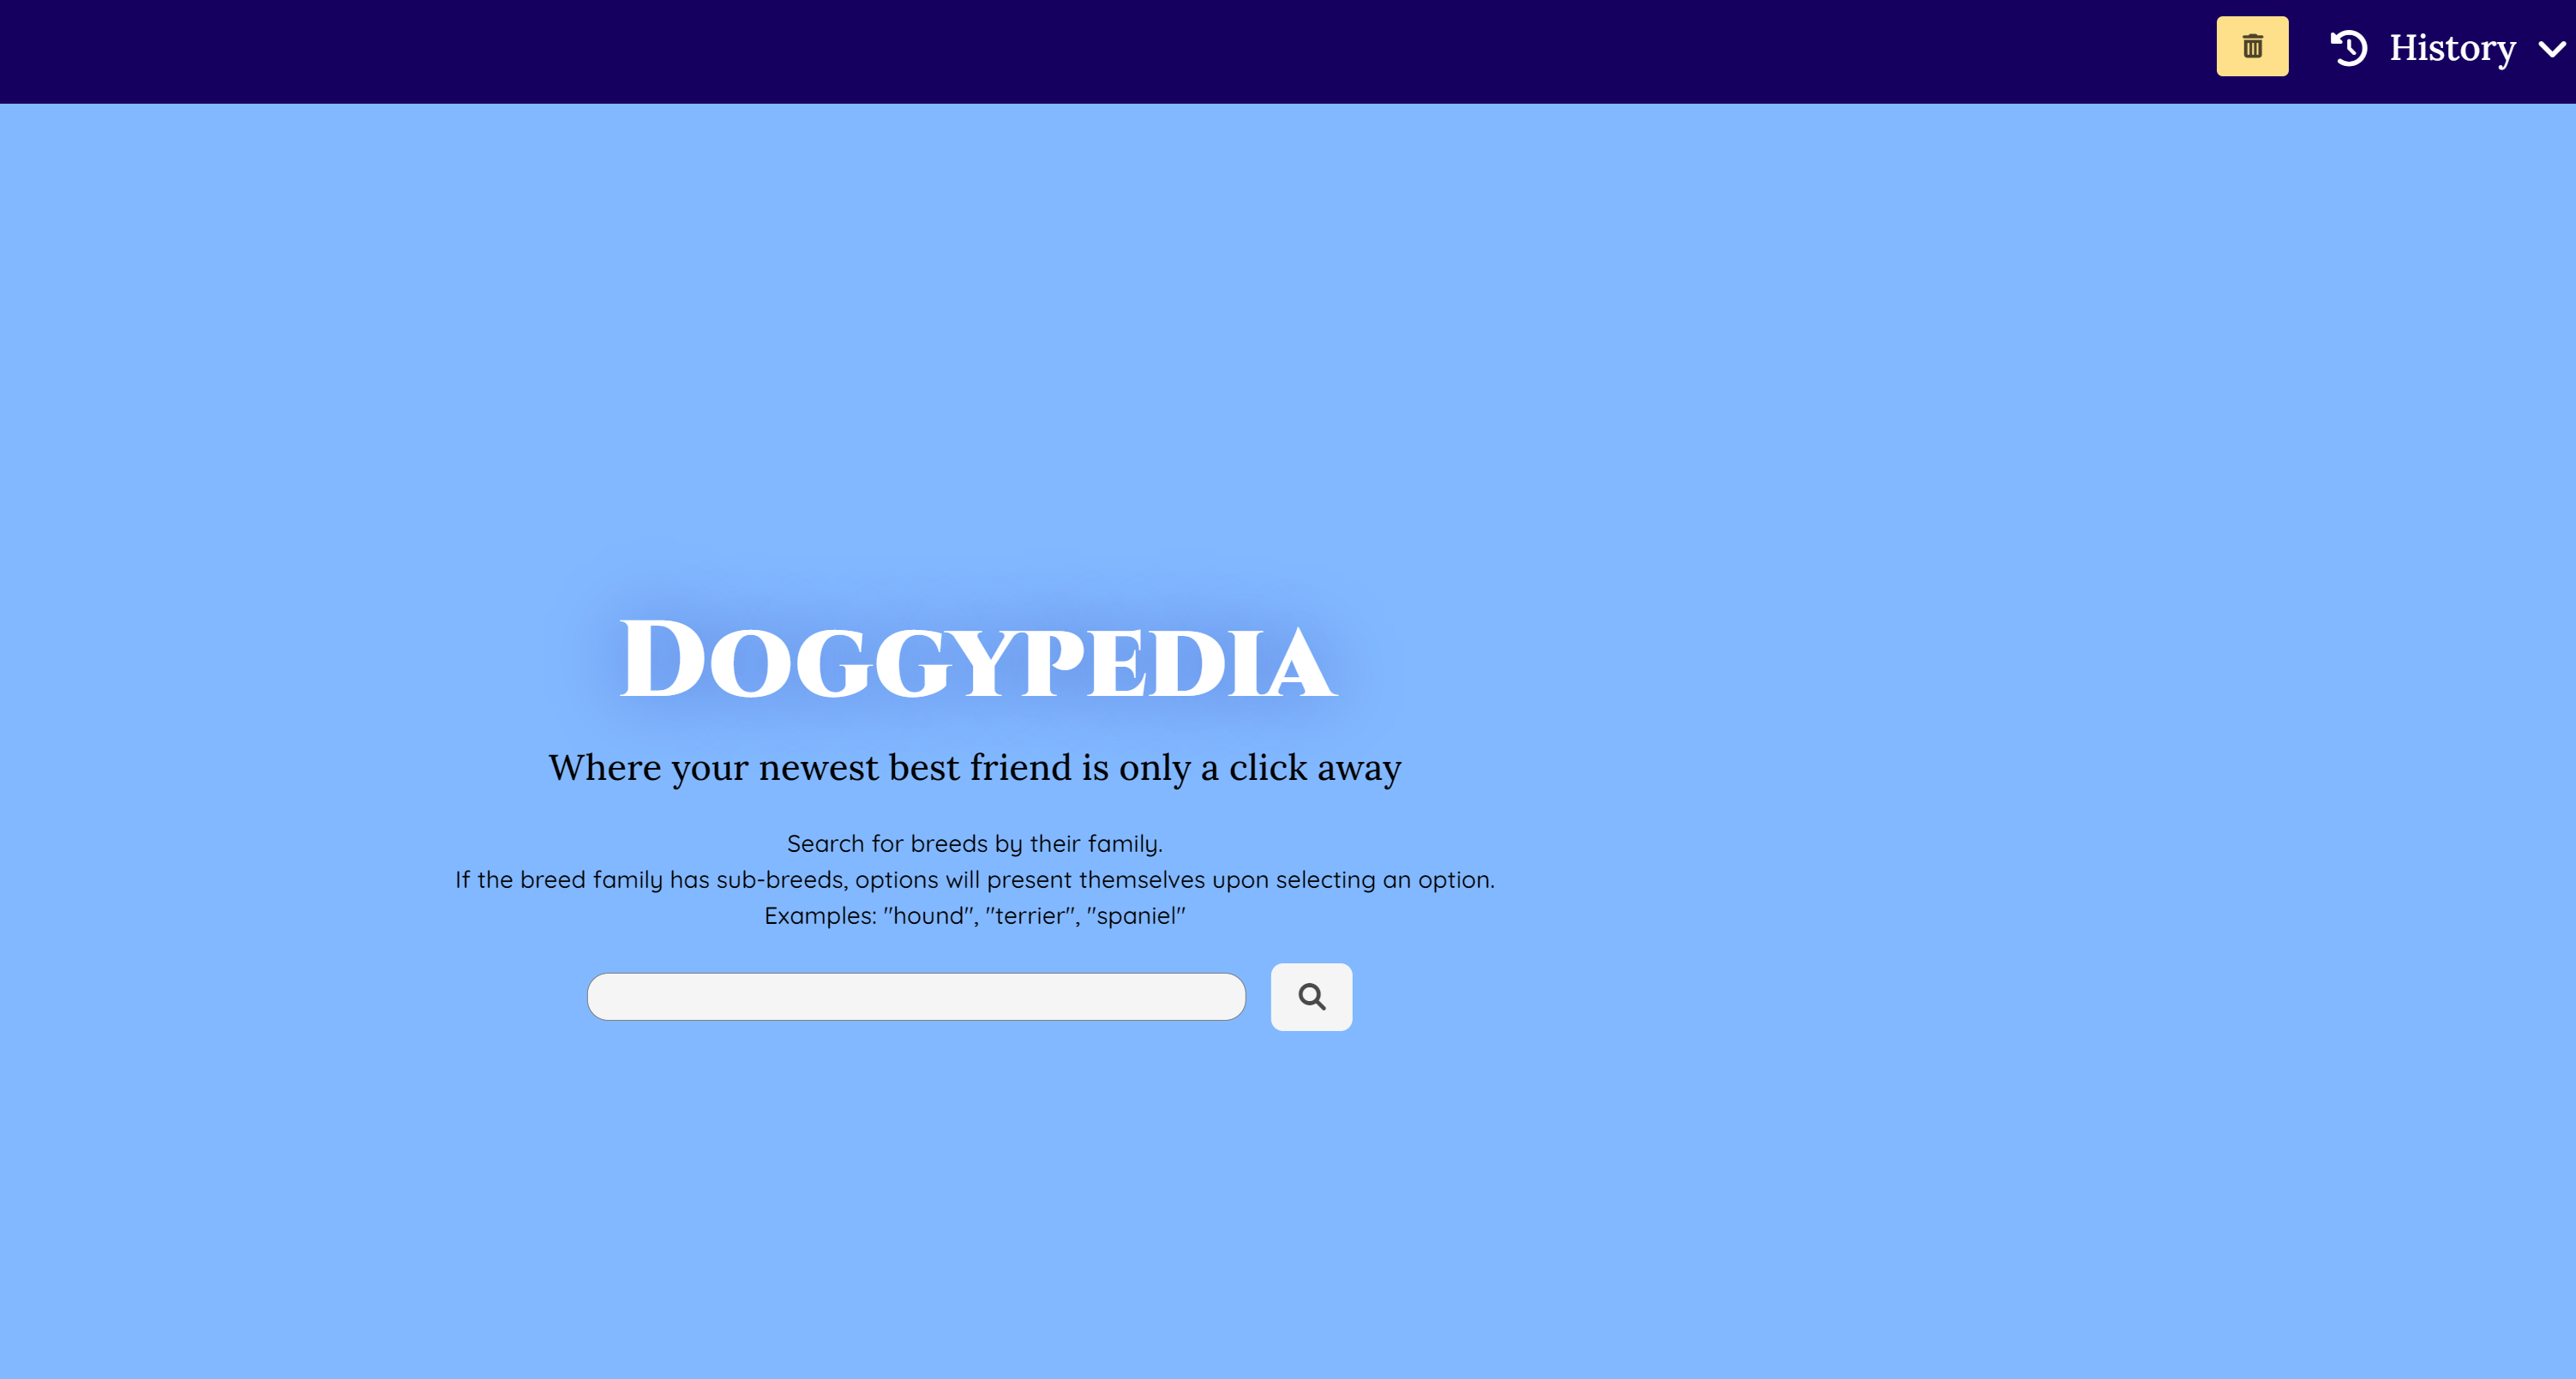 History
Doggypedia
Where your newest best friend is only a click away
Search for breeds by their family.
If the breed family has sub-breeds, options will present themselves upon selecting an option.
Examples: "hound", "terrier", "spaniel"